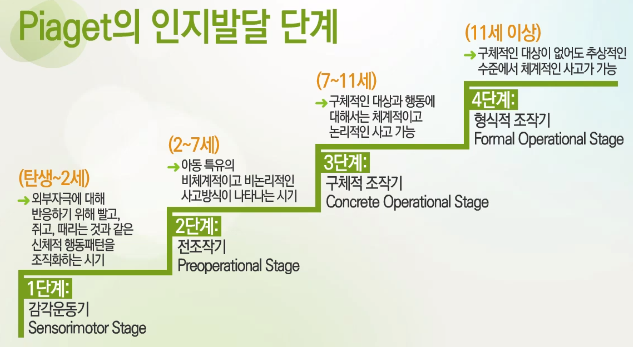 Piaget의 인지발달 단계
(탄생~2세)
➔외부자극에 대해
반응하기 위해 빨고,
쥐고, 때리는 것과 같은
신체적 행동패턴을
조직화하는 시기
1단계:
감각운동기
Sensorimotor Stage
(2~7세)
➔아동 특유의
비체계적이고 비논리적인
사고방식이 나타나는 시기
2단계:
전조작기
Preoperational Stage
(7~11세)
➔구체적인 대상과 행동에
대해서는 체계적이고
논리적인 사고 가능
3단계:
구체적 조작기
Concrete Operational Stage
(11세 이상)
➔구체적인 대상이 없어도 추상적인
수준에서 체계적인 사고가 가능
4단계:
형식적 조작기
Formal Operational Stage